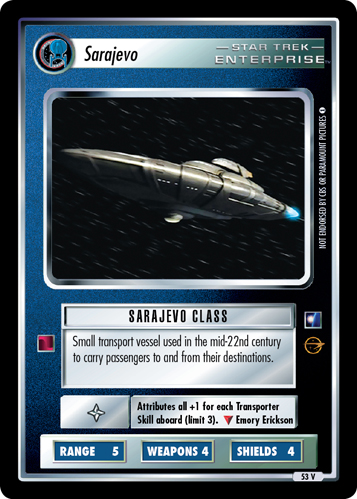 Sarajevo
STAR TREK
ENTERPRISE™
NOT ENDORSED BY CBS OR PARAMOUNT PICTURES
SARAJEVO CLASS
Small transport vessel used in the mid-22nd century
to carry passengers to and from their destinations.
Attributes all +1 for each Transporter
Skill aboard (limit 3). ▼ Emory Erickson
RANGE 5 WEAPONS 4 SHIELDS 4
53 V